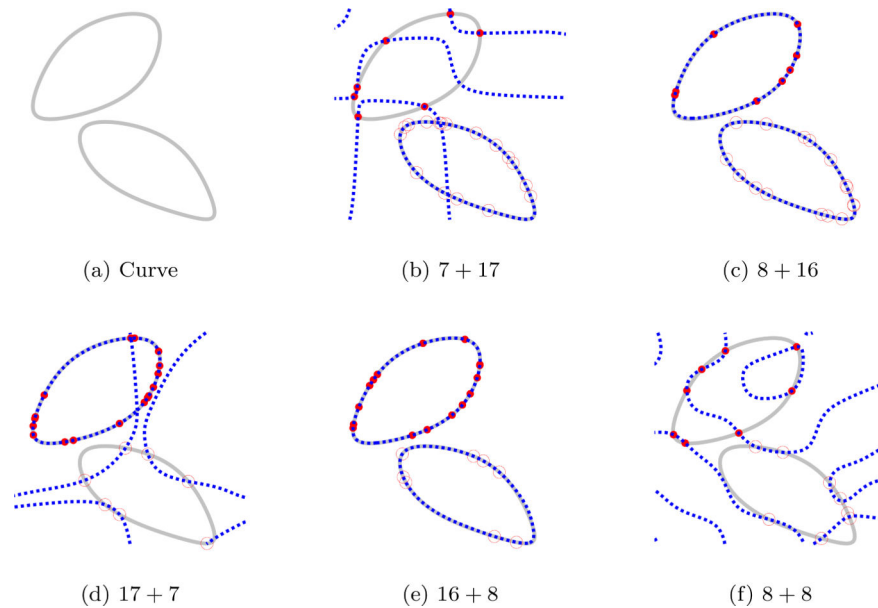 (a) Curve
(b) 7 + 17
(c) 8 + 16
(d) 17 + 7
(e) 16 + 8
(f) 8 + 8